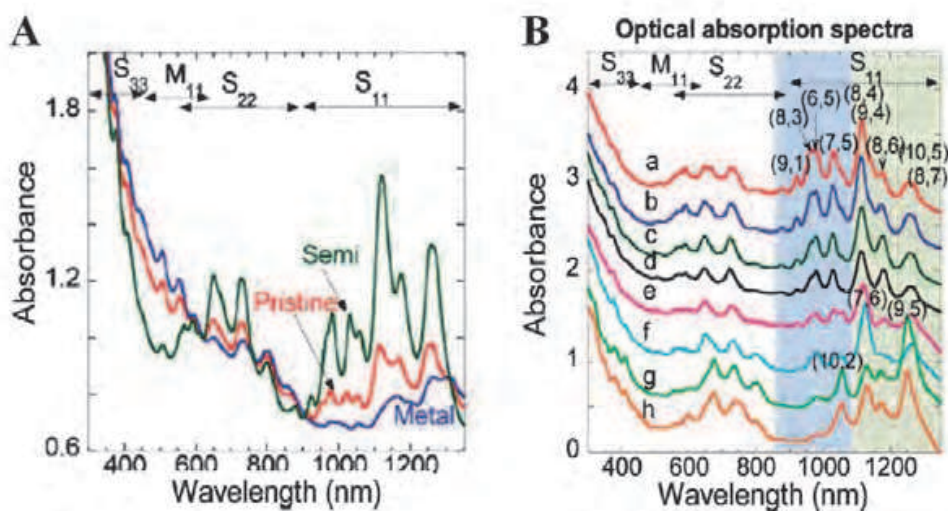 A
S33 M11 S22 S11
1.8
1.2
0.6
Absorbance
Semi
Pristine
Metal
400 600 800 1000 1200
Wavelength (nm)
B Optical absorption spectra
4
3
2
1
0
Absorbance
S33 M11 S22 S11
(8,4)
(6,5) (9,4)
(8,3)
(7,5) (8,6) (10,5)
(9,1) (8,7)
a
b
c
d
e
(7,6) (9,5)
f
(10,2)
g
h
400 600 800 1000 1200
Wavelength (nm)